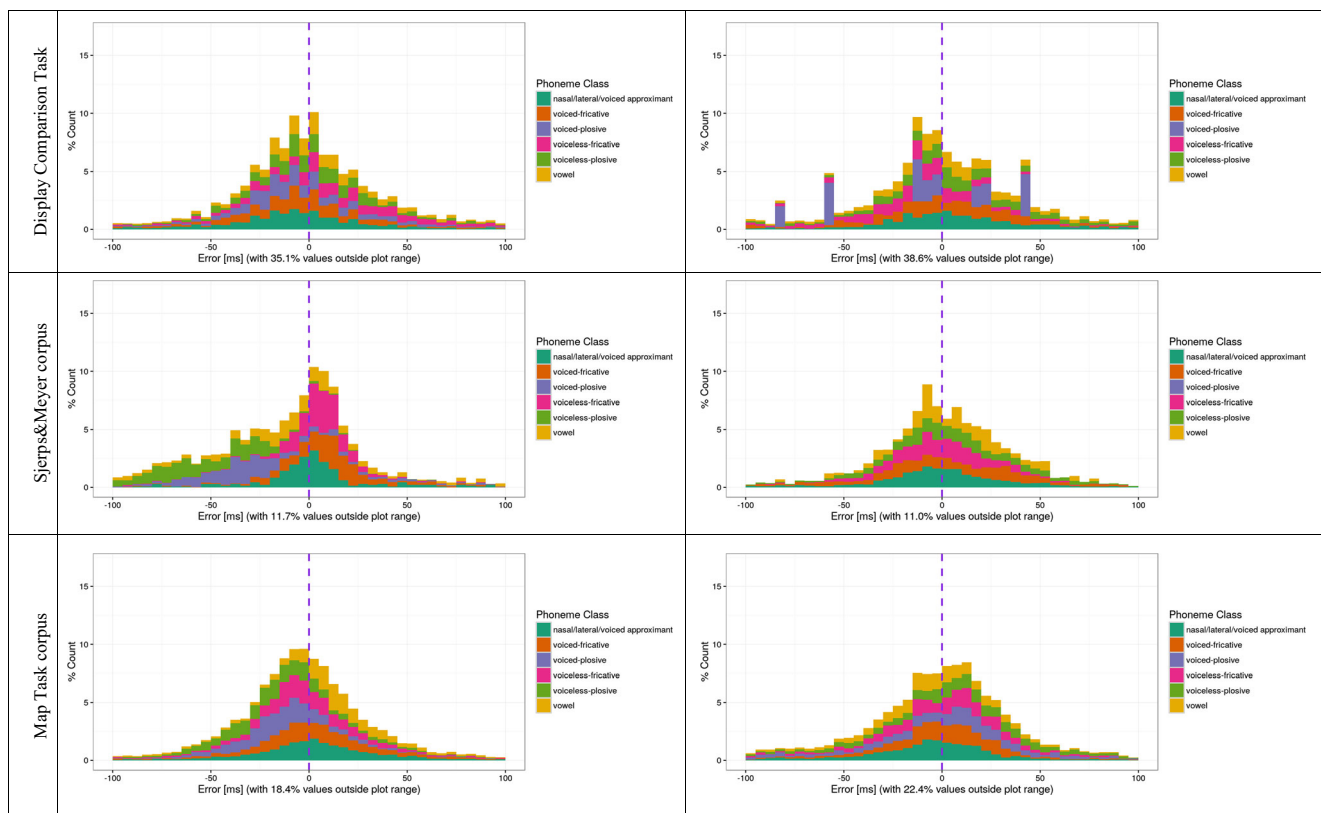 Display Comparison Task
% Count
15
10
5
0
-100
-50
0
50
100
Error [ms] (with 35.1% values outside plot range)
Phoneme Class
nasal/lateral/voiced approximant
voiced-fricative
voiced-plosive
voiceless-fricative
voiceless-plosive
vowel
% Count
15
10
5
0
-100
-50
0
50
100
Error [ms] (with 38.6% values outside plot range)
Phoneme Class
nasal/lateral/voiced approximant
voiced-fricative
voiced-plosive
voiceless-fricative
voiceless-plosive
vowel
Sjerps&Meyer corpus
% Count
15
10
5
0
-100
-50
0
50
100
Error [ms] (with 11.7% values outside plot range)
Phoneme Class
nasal/lateral/voiced approximant
voiced-fricative
voiced-plosive
voiceless-fricative
voiceless-plosive
vowel
% Count
15
10
5
0
-100
-50
0
50
100
Error [ms] (with 11.0% values outside plot range)
Phoneme Class
nasal/lateral/voiced approximant
voiced-fricative
voiced-plosive
voiceless-fricative
voiceless-plosive
vowel
Map Task corpus
% Count
15
10
5
0
-100
-50
0
50
100
Error [ms] (with 18.4% values outside plot range)
Phoneme Class
nasal/lateral/voiced approximant
voiced-fricative
voiced-plosive
voiceless-fricative
voiceless-plosive
vowel
% Count
15
10
5
0
-100
-50
0
50
100
Error [ms] (with 22.4% values outside plot range)
Phoneme Class
nasal/lateral/voiced approximant
voiced-fricative
voiced-plosive
voiceless-fricative
voiceless-plosive
vowel